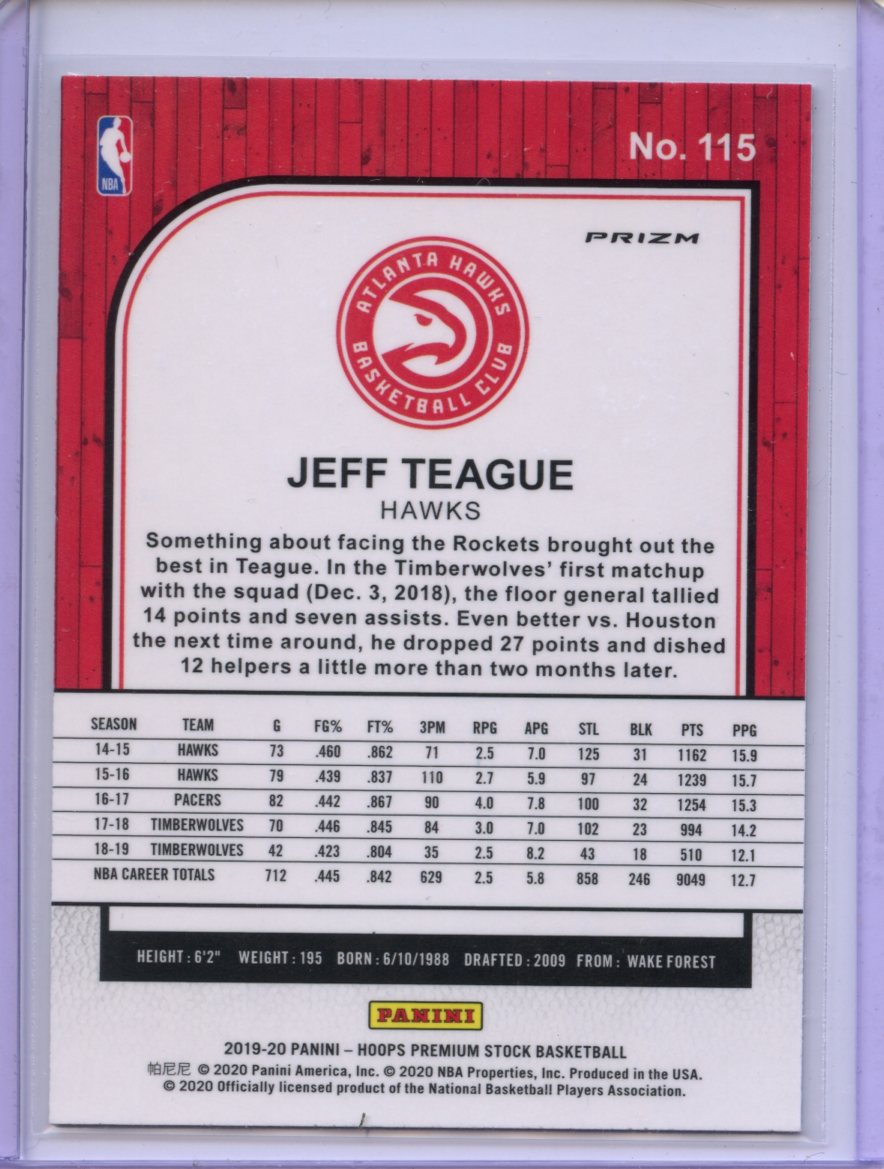 No. 115
NBA
PRIZM
ATLANTA HAWKS
BASKETBALL CLUB
JEFF TEAGUE
HAWKS
Something about facing the Rockets brought out the
best in Teague. In the Timberwolves' first matchup
with the squad (Dec. 3, 2018), the floor general tallied
14 points and seven assists. Even better vs. Houston
the next time around, he dropped 27 points and dished
12 helpers a little more than two months later.
SEASON TEAM G FG% FT% 3PM RPG APG STL BLK PTS PPG
14-15 HAWKS 73 .460 .862 71 2.5 7.0 125 31 1162 15.9
15-16 HAWKS 79 .439 .837 110 2.7 5.9 97 24 1239 15.7
16-17 PACERS 82 .442 .867 90 4.0 7.8 100 32 1254 15.3
17-18 TIMBERWOLVES 70 .446 .845 84 3.0 7.0 102 23 994 14.2
18-19 TIMBERWOLVES 42 .423 .804 35 2.5 8.2 43 18 510 12.1
NBA CAREER TOTALS 712 .445 .842 629 2.5 5.8 858 246 9049 12.7
HEIGHT : 6'2" WEIGHT : 195 BORN : 6/10/1988 DRAFTED : 2009 FROM : WAKE FOREST
PANINI
2019-20 PANINI – HOOPS PREMIUM STOCK BASKETBALL
帕尼尼 © 2020 Panini America, Inc. © 2020 NBA Properties, Inc. Produced in the USA.
© 2020 Officially licensed product of the National Basketball Players Association.